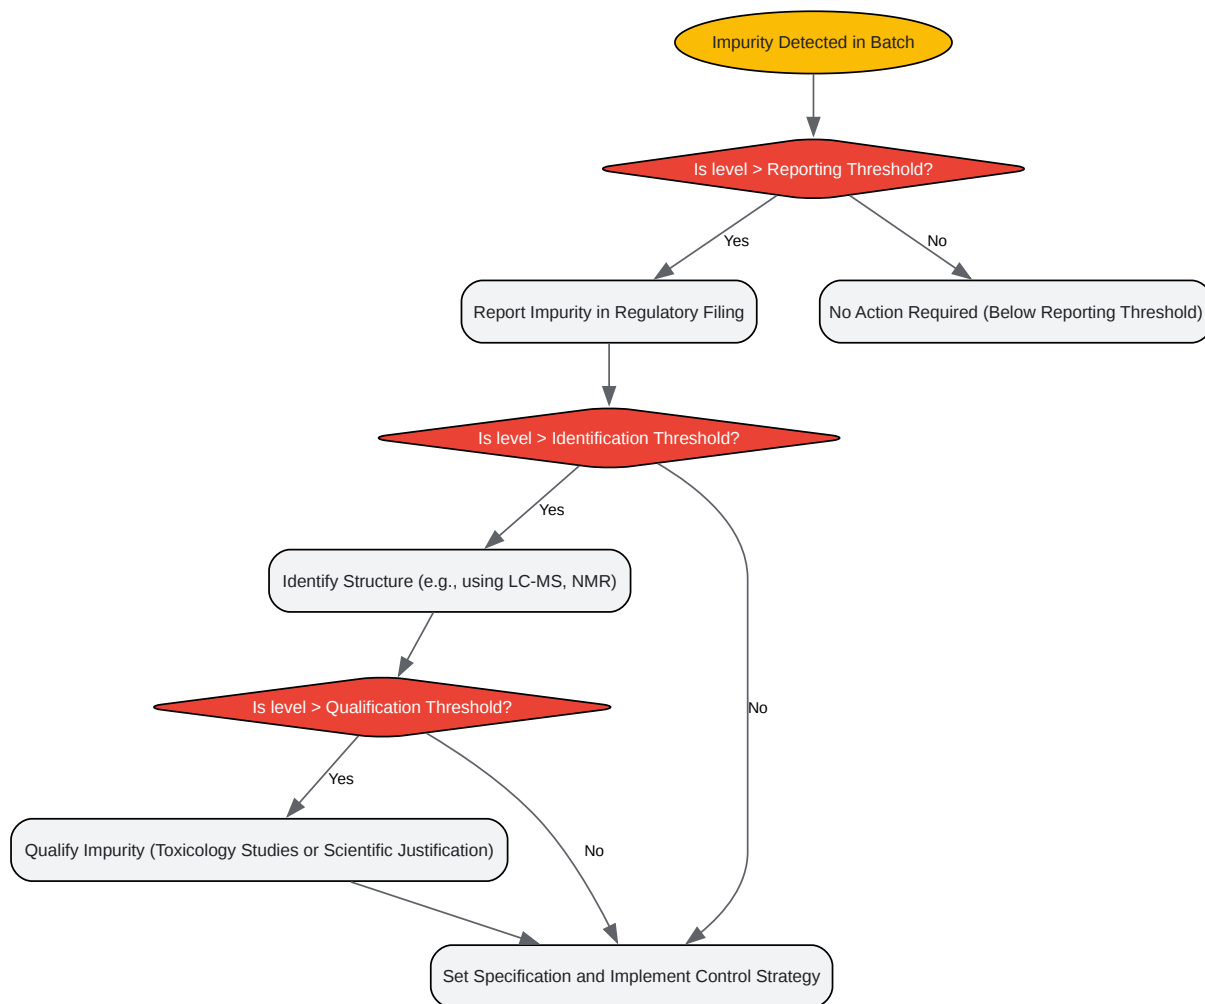 Impurity Detected in Batch
Is level > Reporting Threshold?
Yes
No
Report Impurity in Regulatory Filing
No Action Required (Below Reporting Threshold)
Is level > Identification Threshold?
Yes
Identify Structure (e.g., using LC-MS, NMR)
Is level > Qualification Threshold?
No
Yes
Qualify Impurity (Toxicology Studies or Scientific Justification)
No
Set Specification and Implement Control Strategy